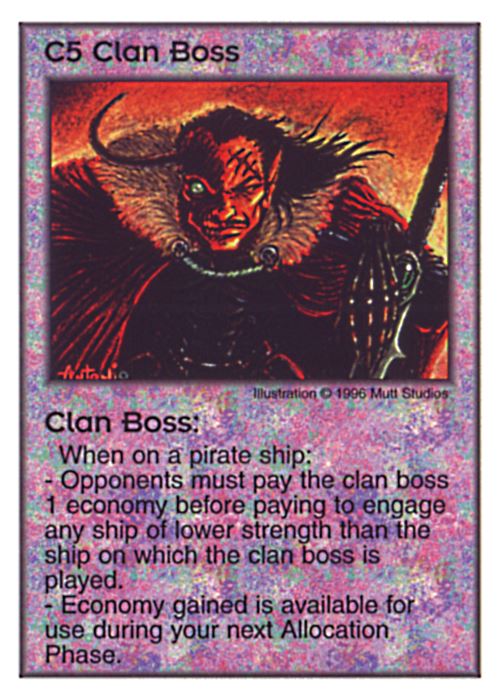 C5 Clan Boss
Illustration © 1996 Mutt Studios
Clan Boss:
When on a pirate ship:
- Opponents must pay the clan boss
1 economy before paying to engage
any ship of lower strength than the
ship on which the clan boss is
played.
- Economy gained is available for
use during your next Allocation
Phase.